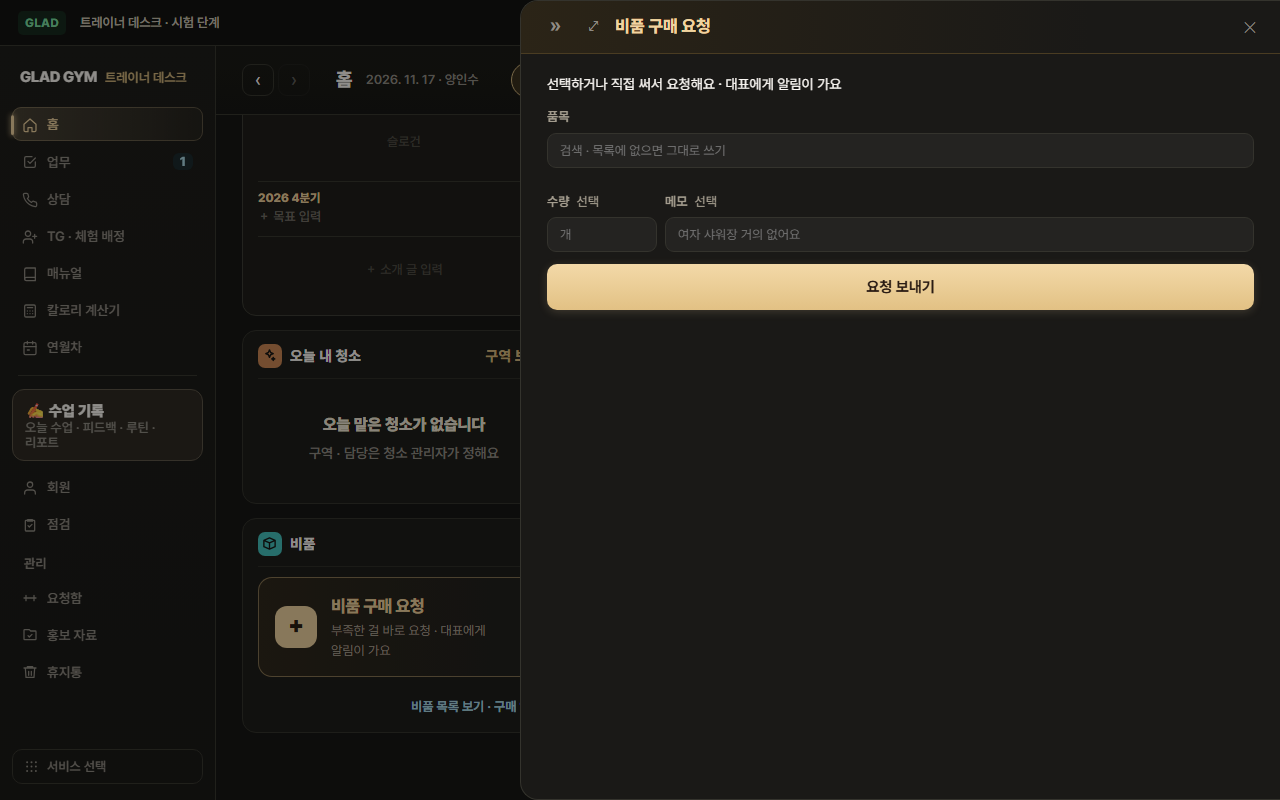 GLAD 트레이너 데스크 · 시험 단계
GLAD GYM 트레이너 데스크
홈
업무 1
상담
TG · 체험 배정
매뉴얼
칼로리 계산기
연월차
✍️ 수업 기록
오늘 수업 · 피드백 · 루틴 ·
리포트
회원
점검
관리
요청함
홍보 자료
휴지통
서비스 선택
‹ › 홈 2026. 11. 17 · 양인수
슬로건
2026 4분기
+ 목표 입력
+ 소개 글 입력
오늘 내 청소 구역
오늘 맡은 청소가 없습니다
구역 · 담당은 청소 관리자가 정해요
비품
비품 구매 요청
부족한 걸 바로 요청 · 대표에게
알림이 가요
비품 목록 보기 · 구매
» 비품 구매 요청
선택하거나 직접 써서 요청해요 · 대표에게 알림이 가요
품목
검색 · 목록에 없으면 그대로 쓰기
수량 선택 메모 선택
개 여자 샤워장 거의 없어요
요청 보내기